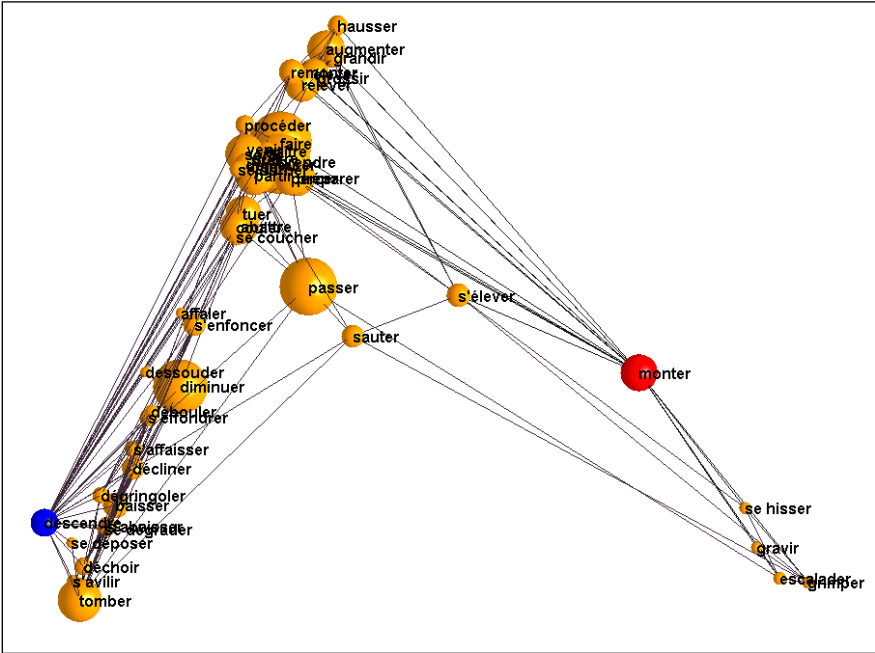 hausser
augmenter
grandir
remonter
grossir
relever
procéder
faire
partir
tuer
abattre
se coucher
passer
s'élever
affaler
s'enfoncer
sauter
dessouder
monter
diminuer
débouler
s'effondrer
s'affaisser
décliner
dégringoler
baisser
se hisser
descendre
se dégrader
se déposer
gravir
déchoir
s'avilir
escalader
grimper
tomber